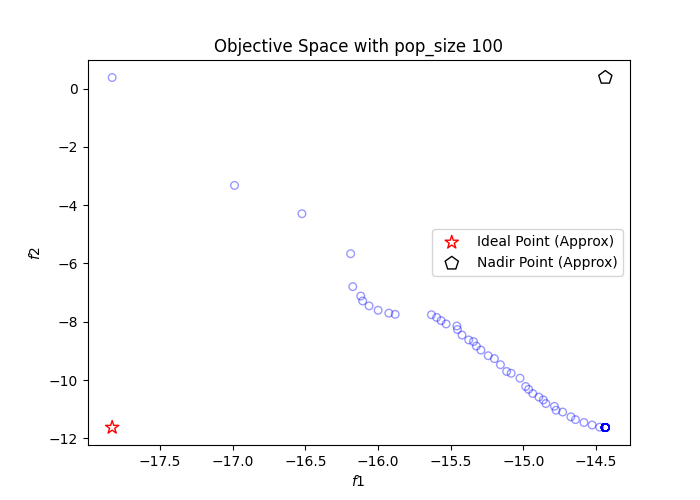 Objective Space with pop_size 100
0
−2
−4
−6
−8
−10
−12
f2
Ideal Point (Approx)
Nadir Point (Approx)
−17.5
−17.0
−16.5
−16.0
−15.5
−15.0
−14.5
f1